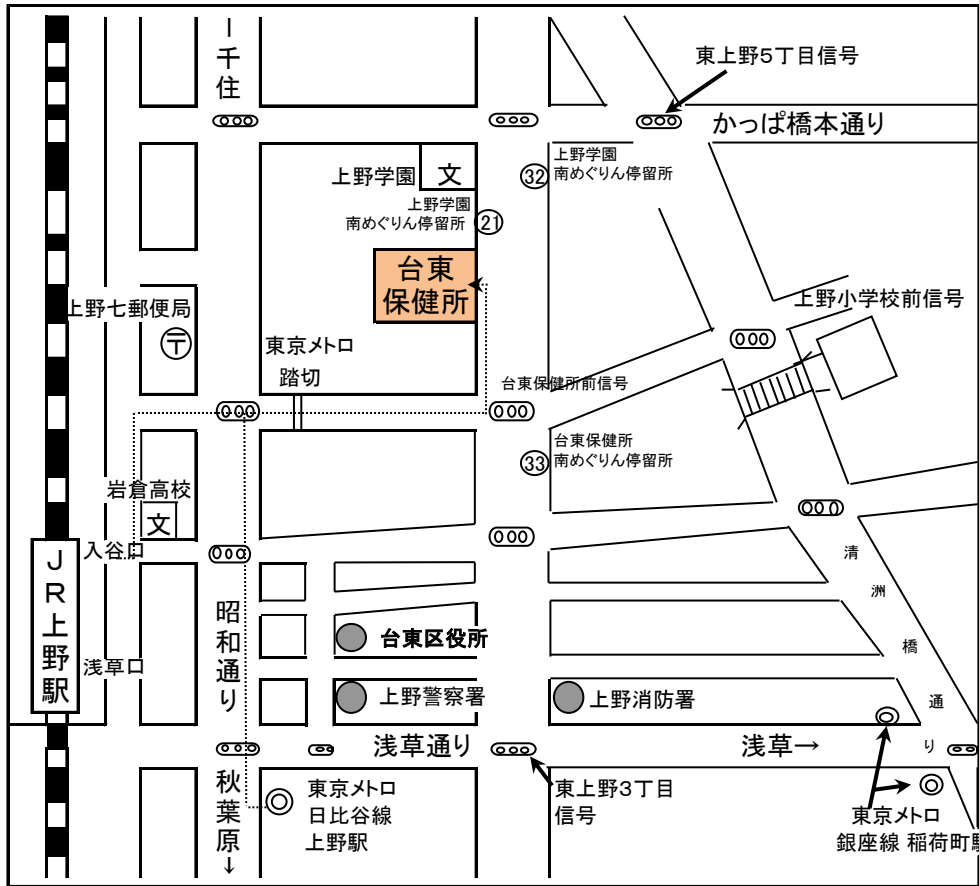 ー千住
東上野5丁目信号
かっぱ橋本通り
上野学園
南めぐりん停留所
32
上野学園
文
上野学園
南めぐりん停留所
21
台東
保健所
上野小学校前信号
上野七郵便局
〒
東京メトロ
踏切
台東保健所前信号
台東保健所
南めぐりん停留所
33
岩倉高校
文
入谷口
JR上野駅
浅草口
昭和通り
清洲橋通り
台東区役所
上野警察署
上野消防署
浅草通り
浅草→
秋葉原↓
東京メトロ
日比谷線
上野駅
東上野3丁目
信号
東京メトロ
銀座線 稲荷町